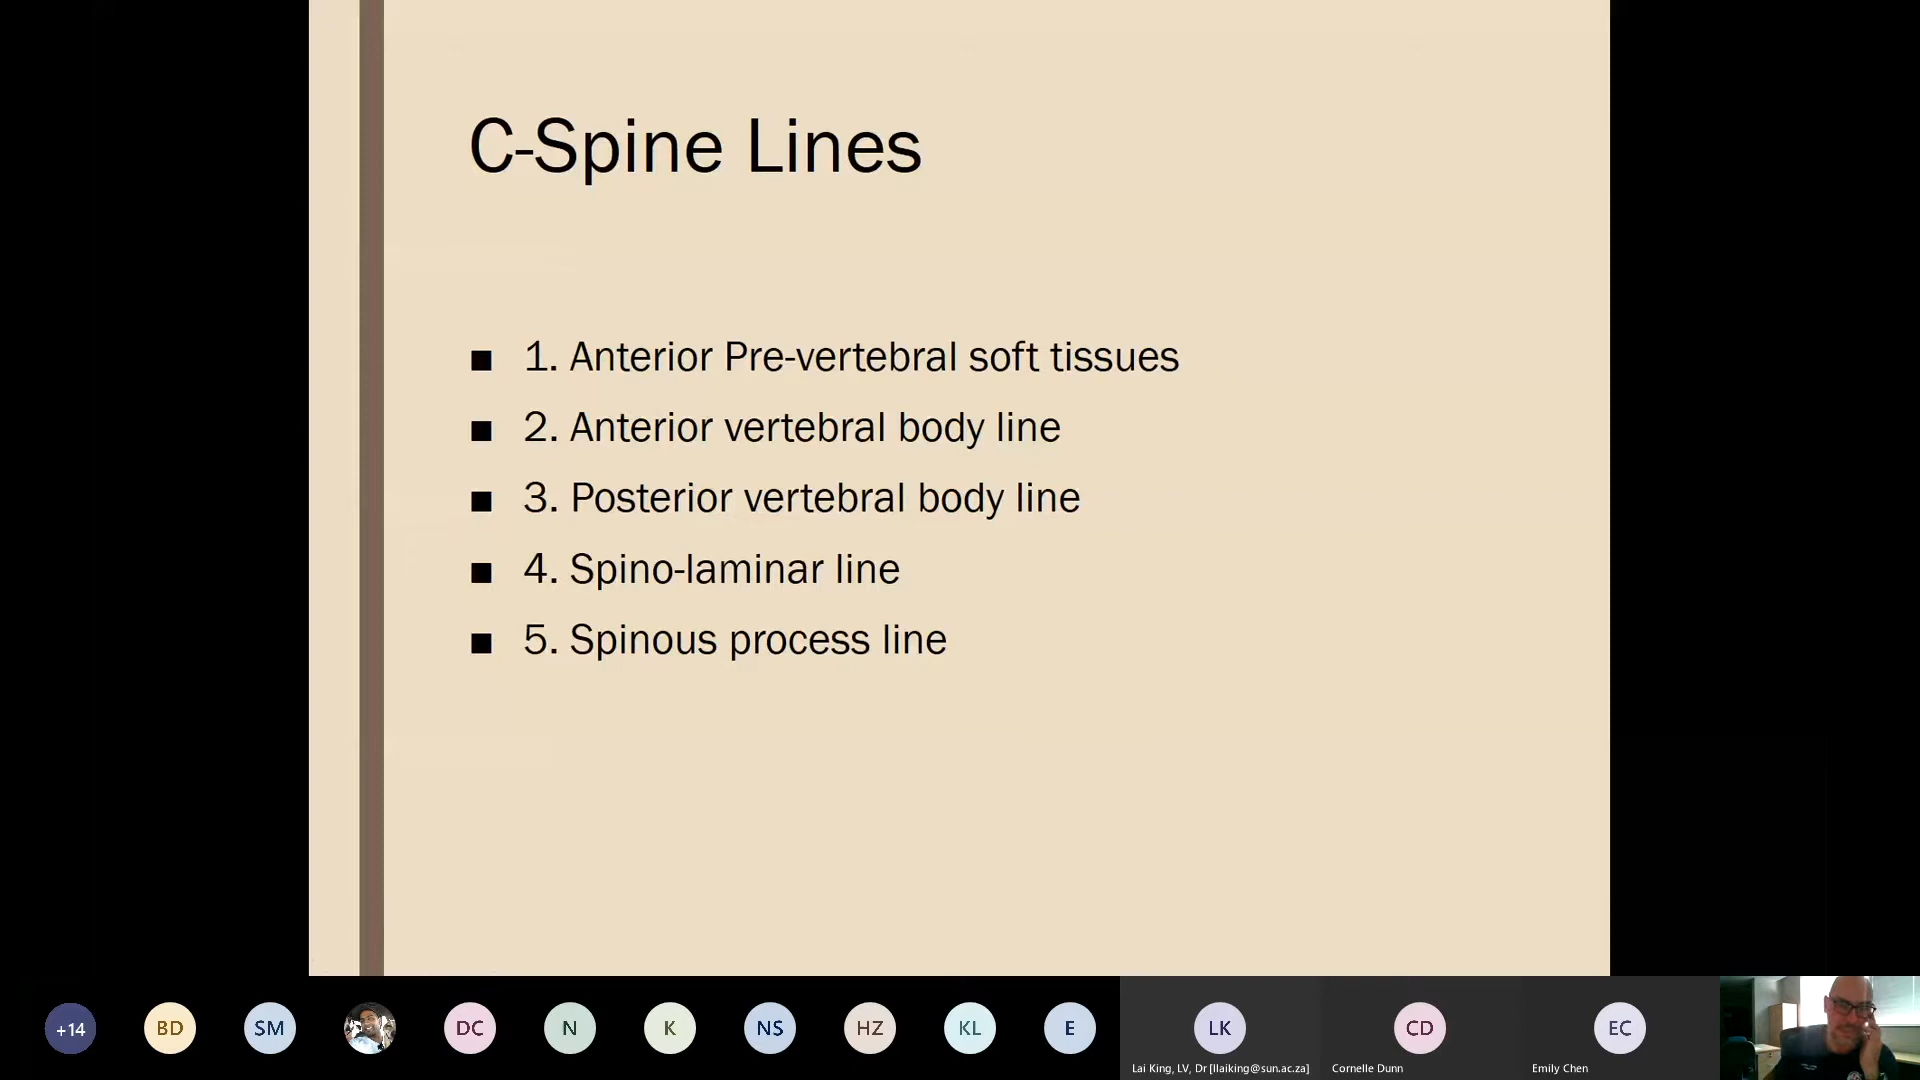 C-Spine Lines
■ 1. Anterior Pre-vertebral soft tissues
■ 2. Anterior vertebral body line
■ 3. Posterior vertebral body line
■ 4. Spino-laminar line
■ 5. Spinous process line
+14
BD
SM
DC
N
K
NS
HZ
KL
E
LK
CD
EC
Lai King, LV, Dr [llaiking@sun.ac.za]
Cornelle Dunn
Emily Chen